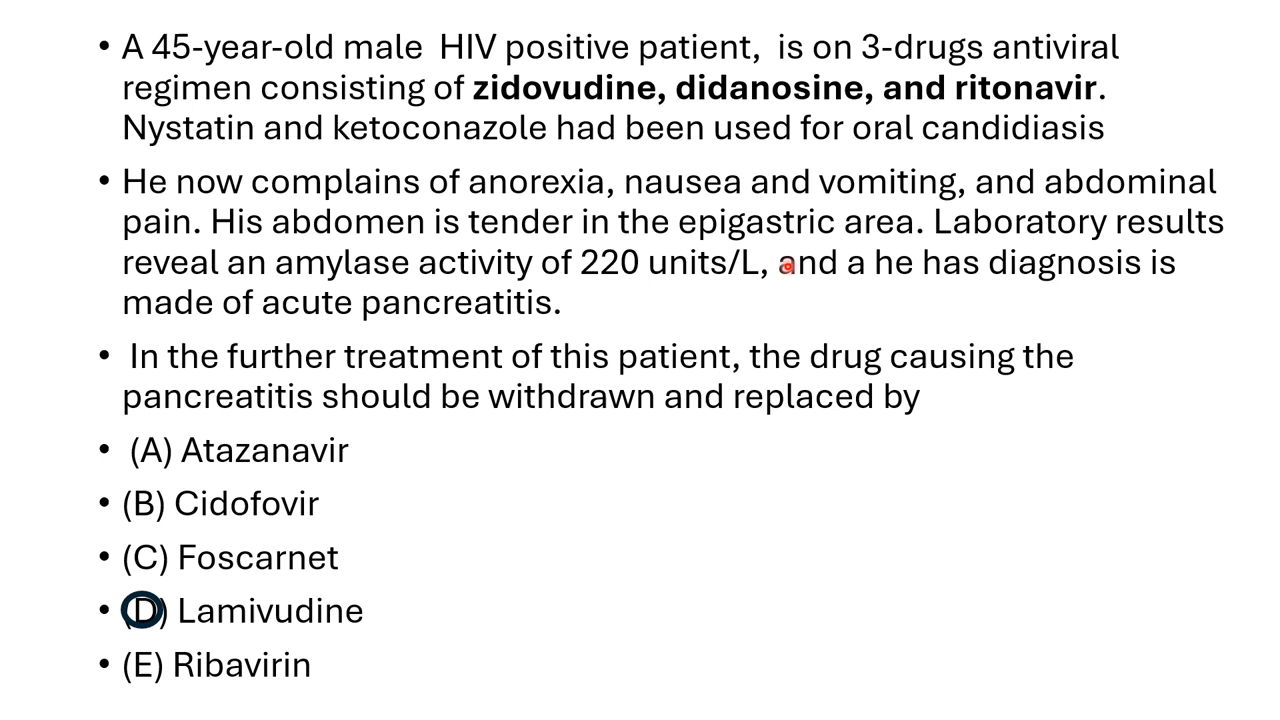 • A 45-year-old male  HIV positive patient,  is on 3-drugs antiviral
regimen consisting of zidovudine, didanosine, and ritonavir.
Nystatin and ketoconazole had been used for oral candidiasis
• He now complains of anorexia, nausea and vomiting, and abdominal
pain. His abdomen is tender in the epigastric area. Laboratory results
reveal an amylase activity of 220 units/L, and a he has diagnosis is
made of acute pancreatitis.
•  In the further treatment of this patient, the drug causing the
pancreatitis should be withdrawn and replaced by
•  (A) Atazanavir
• (B) Cidofovir
• (C) Foscarnet
• (D) Lamivudine
• (E) Ribavirin